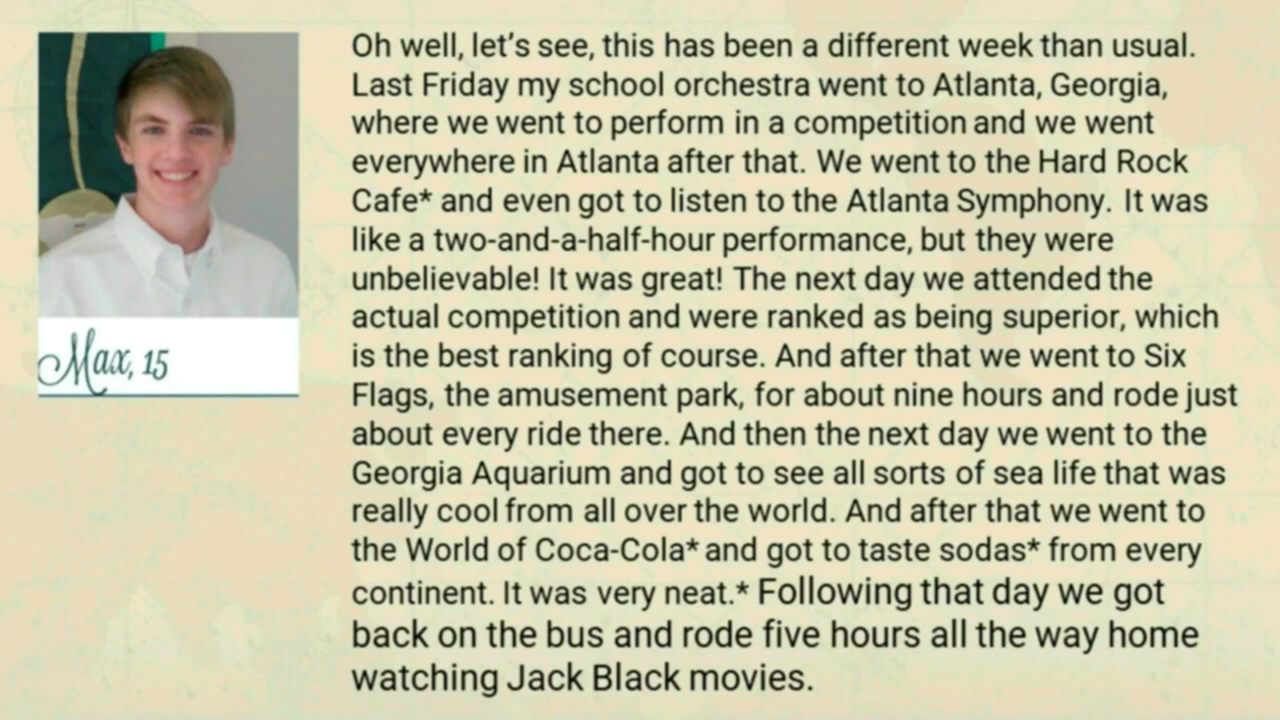 Oh well, let’s see, this has been a different week than usual.
Last Friday my school orchestra went to Atlanta, Georgia,
where we went to perform in a competition and we went
everywhere in Atlanta after that. We went to the Hard Rock
Cafe* and even got to listen to the Atlanta Symphony. It was
like a two-and-a-half-hour performance, but they were
unbelievable! It was great! The next day we attended the
actual competition and were ranked as being superior, which
is the best ranking of course. And after that we went to Six
Flags, the amusement park, for about nine hours and rode just
about every ride there. And then the next day we went to the
Georgia Aquarium and got to see all sorts of sea life that was
really cool from all over the world. And after that we went to
the World of Coca-Cola* and got to taste sodas* from every
continent. It was very neat.* Following that day we got
back on the bus and rode five hours all the way home
watching Jack Black movies.
Max, 15